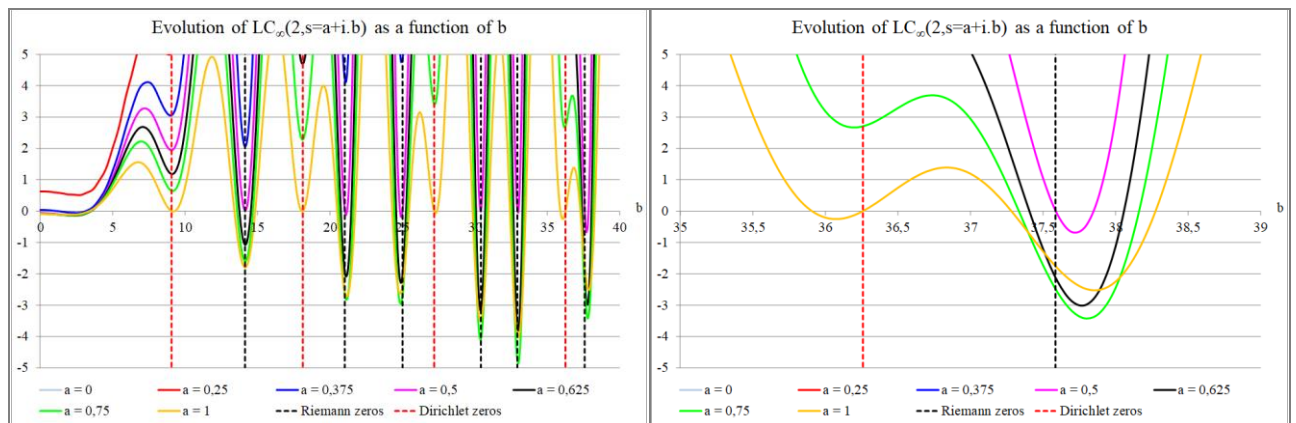 Evolution of LC∞(2,s=a+i.b) as a function of b
5
4
3
2
1
0
-1
-2
-3
-4
-5
0 5 10 15 20 25 30 35 40
b
a = 0 a = 0,25 a = 0,375 a = 0,5 a = 0,625
a = 0,75 a = 1 Riemann zeros Dirichlet zeros
Evolution of LC∞(2,s=a+i.b) as a function of b
5
4
3
2
1
0
-1
-2
-3
-4
-5
35 35,5 36 36,5 37 37,5 38 38,5 39
b
a = 0 a = 0,25 a = 0,375 a = 0,5 a = 0,625
a = 0,75 a = 1 Riemann zeros Dirichlet zeros